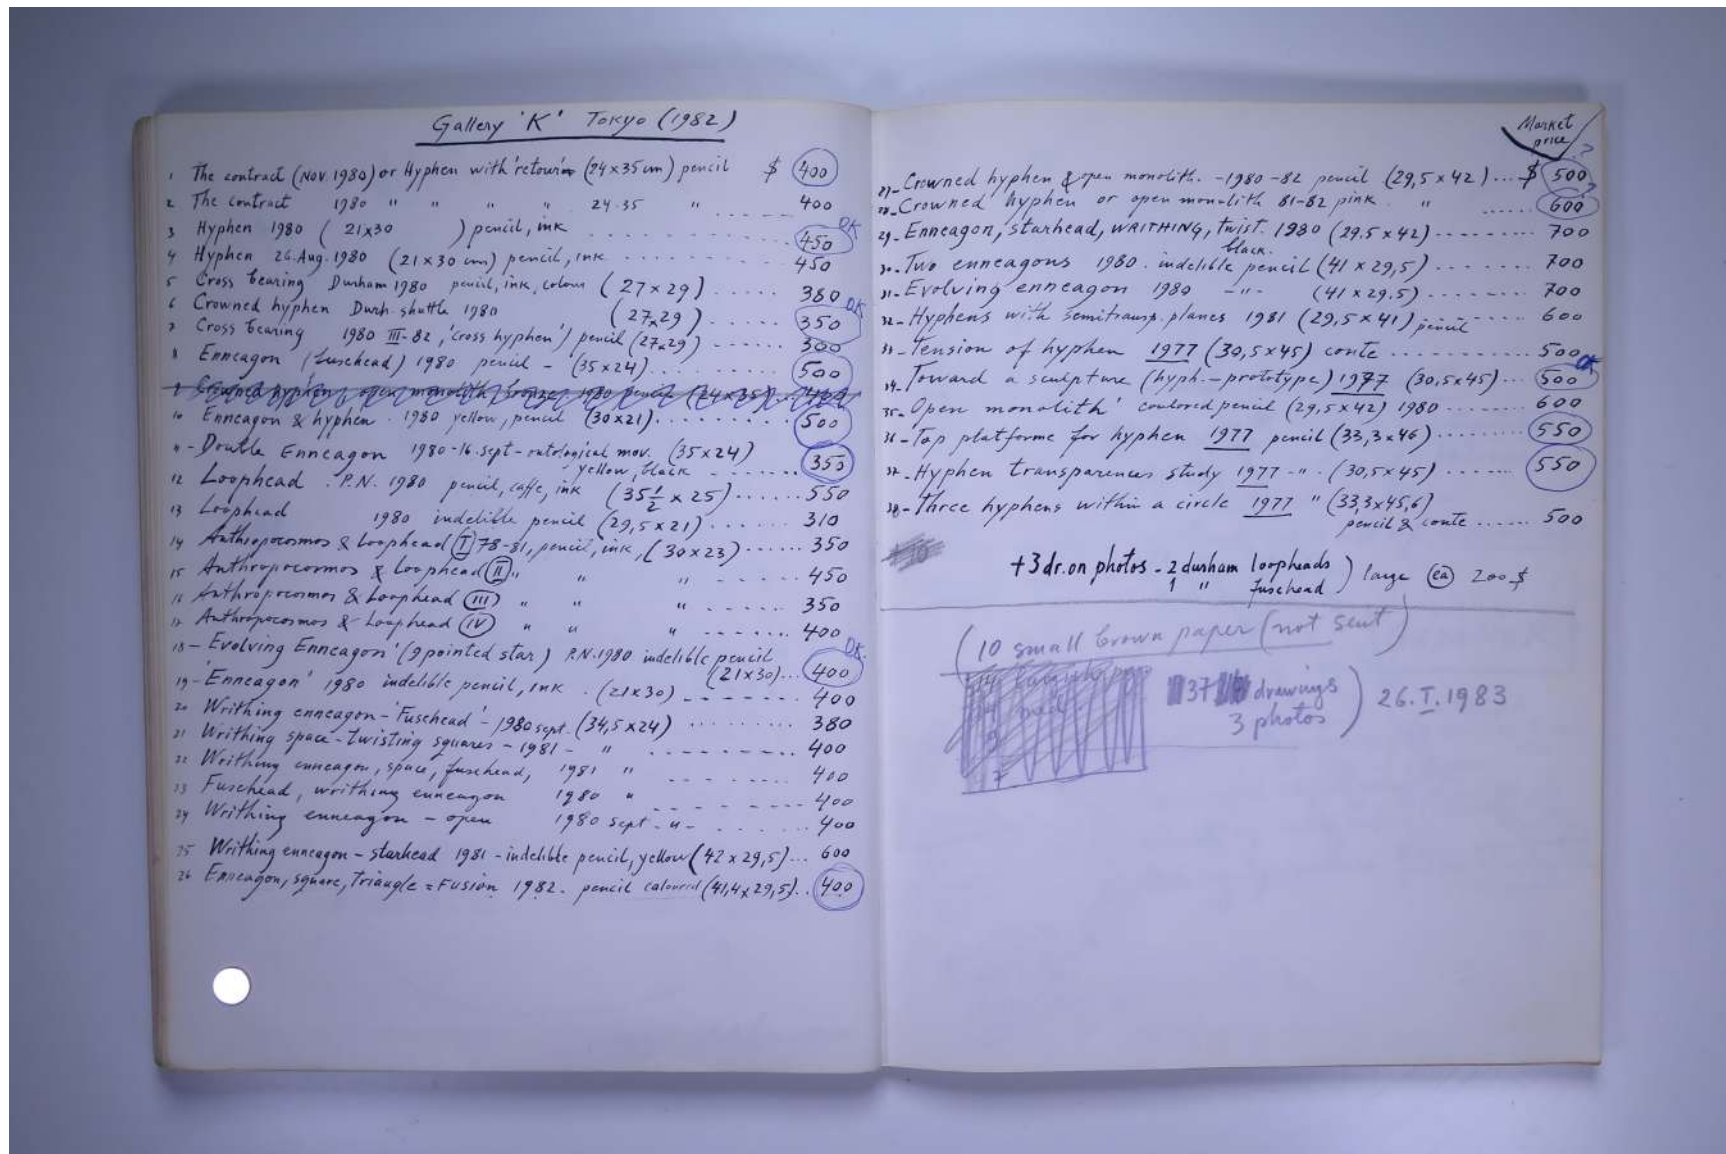 Gallery 'K' Tokyo (1982)
1 The contract (Nov. 1980) or Hyphen with 'retour' (24x35 cm) pencil $ 400
2 The contract 1980 " " " " 24.35 " ...... 400
3 Hyphen 1980 ( 21x30 ) pencil, ink ...... 450 OK
4 Hyphen 26.Aug.1980 (21x30 cm) pencil, ink ...... 450
5 Cross bearing Durham 1980 pencil, ink, colour ( 27x29 ) ...... 380
6 Crowned hyphen Durh. shuttle 1980 ( 27x29 ) ...... 350 OK
7 Cross bearing 1980 III-82, 'cross hyphen') pencil (27x29) ...... 300
8 Enneagon (fusehead) 1980 pencil - (35x24) ...... 500
9 Crowned hyphen, open monolith bronze 1980 pencil (24x35)...
10 Enneagon & hyphen. 1980 yellow, pencil (30x21) ...... 500
11 - Double Enneagon 1980-16.sept- mov. (35x24)
yellow, black ...... 350
12 Loophead . P.N. 1980 pencil, caffe, ink (35 1/2 x 25) ...... 550
13 Loophead 1980 indelible pencil (29,5x21) ...... 310
14 Anthropocosmos & Loophead (I) 78-81, pencil, ink, (30x23) ...... 350
15 Anthropocosmos & Loophead (II) " " " ...... 450
16 Anthropocosmos & Loophead (III) " " " ...... 350
17 Anthropocosmos & Loophead (IV) " " " ...... 400
18 - Evolving Enneagon' (9 pointed star) P.N. 1980 indelible pencil OK.
(21x30)... 400
19 - 'Enneagon' 1980 indelible pencil, ink . (21x30) ...... 400
20 Writhing enneagon - 'Fusehead' - 1980 sept. (34,5x24) ...... 380
21 Writhing space - twisting squares - 1981 - " ...... 400
22 Writhing enneagon, space, fusehead, 1981 " ...... 400
23 Fusehead, writhing enneagon 1980 " ...... 400
24 Writhing enneagon - open 1980 sept - " - ...... 400
25 Writhing enneagon - starhead 1981 - indelible pencil, yellow (42x29,5)... 600
26 Enneagon, square, Triangle = Fusion 1982. pencil caloured (41,4x29,5).. 400
Market
price
27 - Crowned hyphen & open monolith. - 1980 - 82 pencil (29,5x42) ... $ 500 ?
28 - Crowned hyphen or open monolith 81-82 pink. " ...... 600 ?
29 - Enneagon, starhead, WRITHING, twist. 1980 (29.5x42) ...... 700
black.
30 - Two enneagons 1980. indelible pencil (41x29,5) ...... 700
31 - Evolving enneagon 1980 - " - (41x29,5) ...... 700
32 - Hyphens with semitransp. planes 1981 (29,5x41) pencil ...... 600
33 - Tension of hyphen 1977 (30,5x45) conte ...... 500
34 - Toward a sculpture (hyph. - prototype) 1977 (30,5x45) ... 500 OK
35 - Open monolith' couloured pencil (29,5x42) 1980 ...... 600
36 - Top platforme for hyphen 1977 pencil (33,3x46) ...... 550
37 - Hyphen transparences study 1977 - " . (30,5x45) ...... 550
38 - Three hyphens within a circle 1977 " (33,3x45,6)
pencil & conte ...... 500
+3 dr. on photos - 2 durham loopheads ) large (ea) 200 $
1 " fusehead
(10 small brown paper (not sent)
37 drawings
3 photos ) 26.I.1983